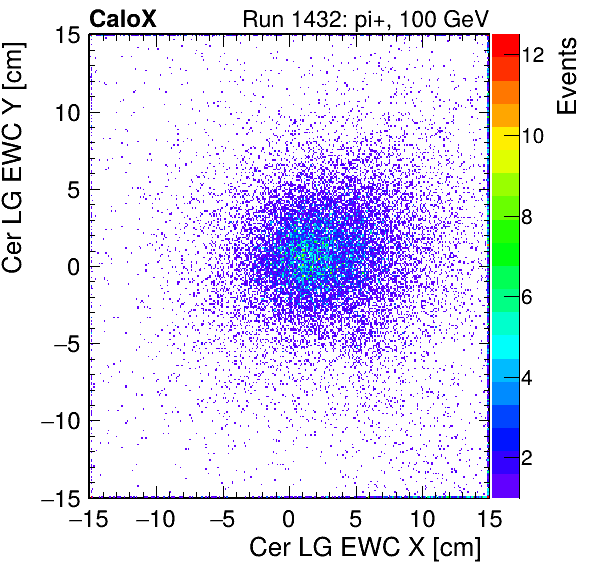 CaloX Run 1432: pi+, 100 GeV
Cer LG EWC Y [cm]
15
10
5
0
−5
−10
−15
−15 −10 −5 0 5 10 15
Cer LG EWC X [cm]
12
10
8
6
4
2
Events